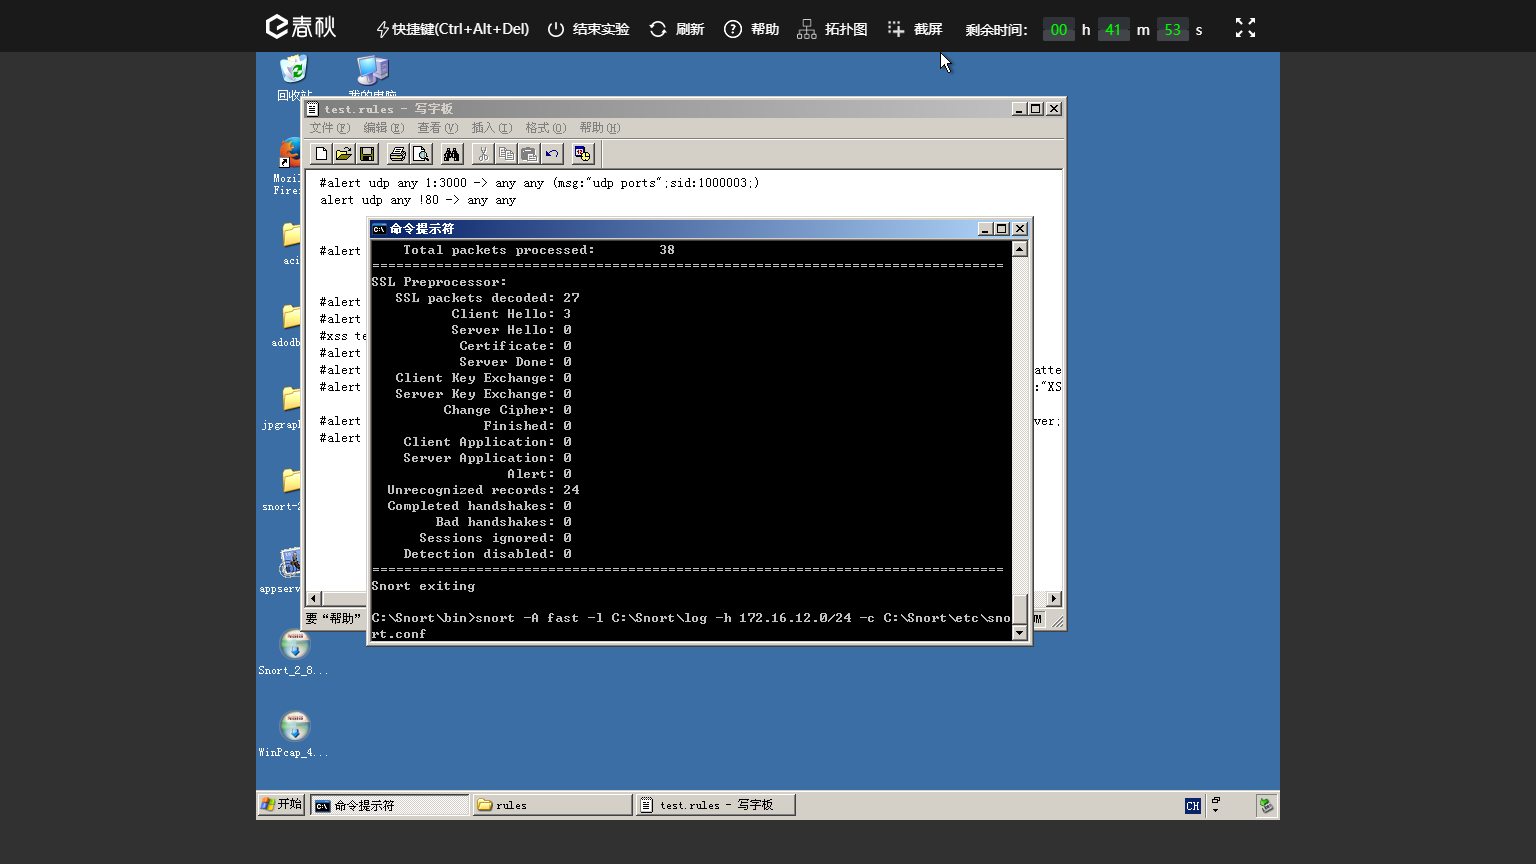 春秋
快捷键(Ctrl+Alt+Del) 结束实验 刷新 帮助 拓扑图 截屏 剩余时间: 00 h 41 m 53 s
回收站 我的电脑
test.rules - 写字板
文件(F) 编辑(E) 查看(V) 插入(I) 格式(O) 帮助(H)
#alert udp any 1:3000 -> any any (msg:"udp ports";sid:1000003;)
alert udp any !80 -> any any
#alert
#alert
#alert
#xss te
#alert
#alert atte
#alert :"XS
#alert ver;
#alert
要“帮助”
命令提示符
Total packets processed: 38
===============================================================================
SSL Preprocessor:
SSL packets decoded: 27
Client Hello: 3
Server Hello: 0
Certificate: 0
Server Done: 0
Client Key Exchange: 0
Server Key Exchange: 0
Change Cipher: 0
Finished: 0
Client Application: 0
Server Application: 0
Alert: 0
Unrecognized records: 24
Completed handshakes: 0
Bad handshakes: 0
Sessions ignored: 0
Detection disabled: 0
===============================================================================
Snort exiting
C:\Snort\bin>snort -A fast -l C:\Snort\log -h 172.16.12.0/24 -c C:\Snort\etc\sno
rt.conf
Mozil
Fire
aci
adodb
jpgrap
snort-2
appserv
Snort_2_8...
WinPcap_4...
开始 命令提示符 rules test.rules - 写字板 CH